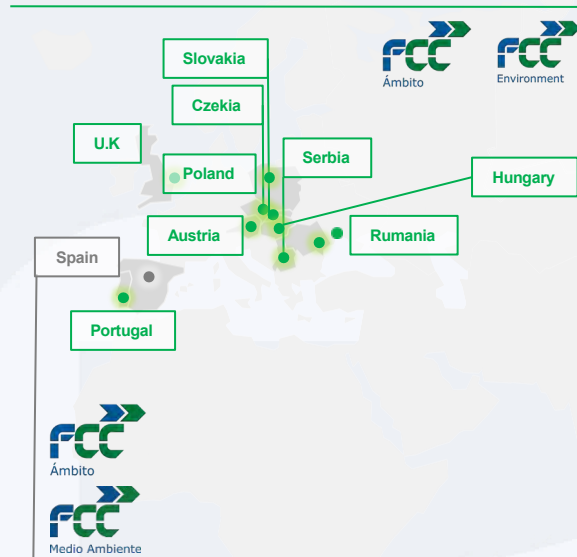 FCC
Ámbito
FCC
Environment
Slovakia
Czekia
U.K
Poland
Serbia
Hungary
Austria
Rumania
Spain
Portugal
FCC
Ámbito
FCC
Medio Ambiente